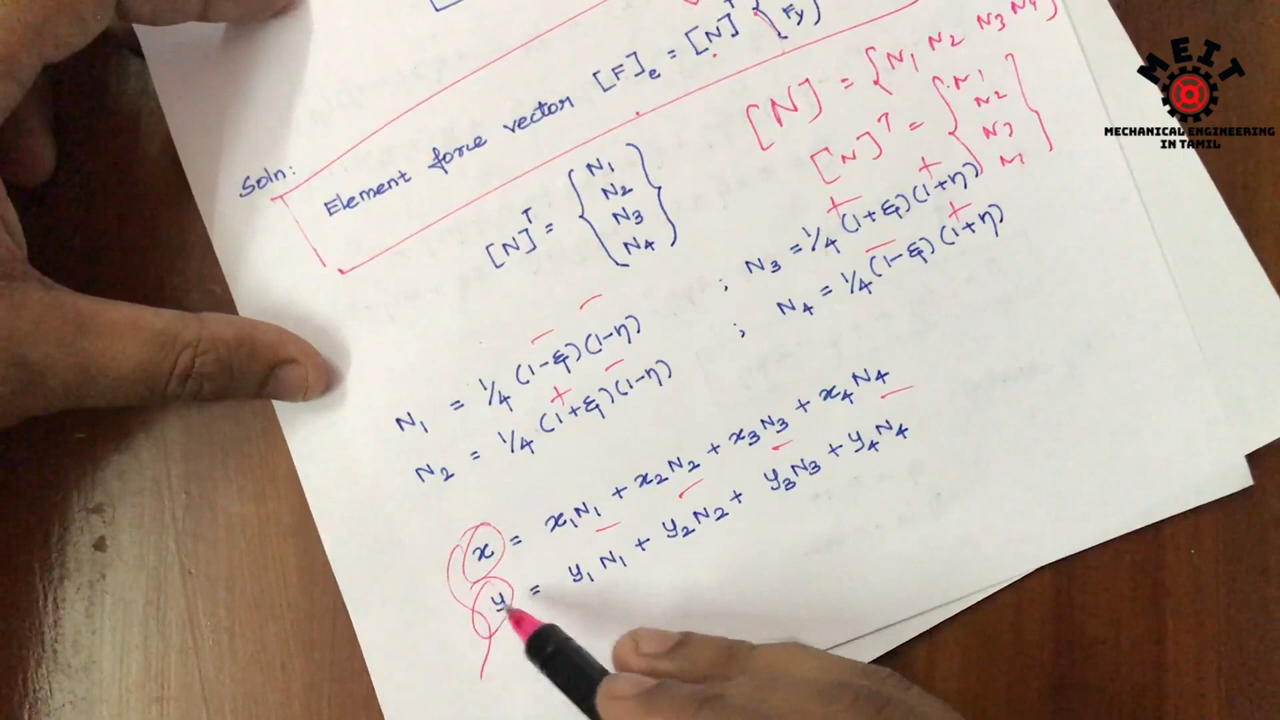 Soln:
Element force vector [F]e = [N]^T { Fy }
[N] = { N1 N2 N3 N4 }
[N]^T = { N1
N2
N3
[N]^T = { N1
N2
N3
N4 }
N1 = 1/4 (1-ξ)(1-η) ; N3 = 1/4 (1+ξ)(1+η)
N2 = 1/4 (1+ξ)(1-η) ; N4 = 1/4 (1-ξ)(1+η)
x = x1N1 + x2N2 + x3N3 + x4N4
y = y1N1 + y2N2 + y3N3 + y4N4
MEIT
MECHANICAL ENGINEERING
IN TAMIL